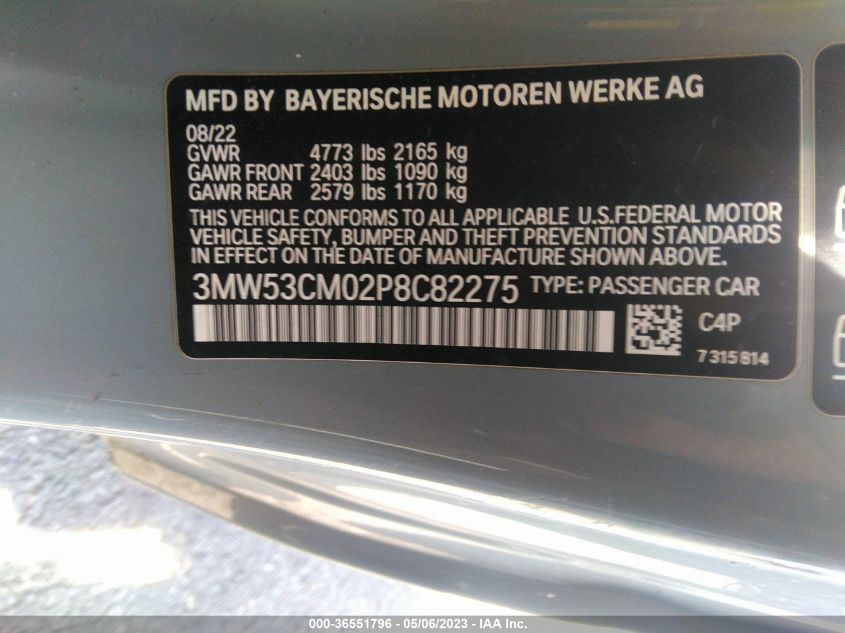 MFD BY BAYERISCHE MOTOREN WERKE AG
08/22
GVWR 4773 lbs 2165 kg
GAWR FRONT 2403 lbs 1090 kg
GAWR REAR 2579 lbs 1170 kg
THIS VEHICLE CONFORMS TO ALL APPLICABLE U.S.FEDERAL MOTOR
VEHICLE SAFETY, BUMPER AND THEFT PREVENTION STANDARDS
IN EFFECT ON THE DATE OF MANUFACTURE SHOWN ABOVE.
3MW53CM02P8C82275 TYPE: PASSENGER CAR
C4P
7 315 814
000-36551796 - 05/06/2023 - © IAA Inc.